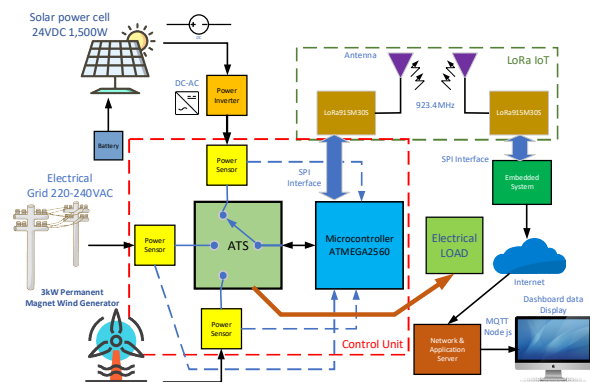 Solar power cell
24VDC 1,500W
DC
DC-AC
Power
Inverter
Antenna
LoRa IoT
923.4MHz
LoRa915M30S
LoRa915M30S
Battery
Power
Sensor
SPI
Interface
SPI Interface
Embedded
System
Electrical
Grid 220-240VAC
Power
Sensor
ATS
Microcontroller
ATMEGA2560
Electrical
LOAD
Internet
3kW Permanent
Magnet Wind Generator
Power
Sensor
Control Unit
Network &
Application
Server
MQTT
Node js
Dashboard data
Display